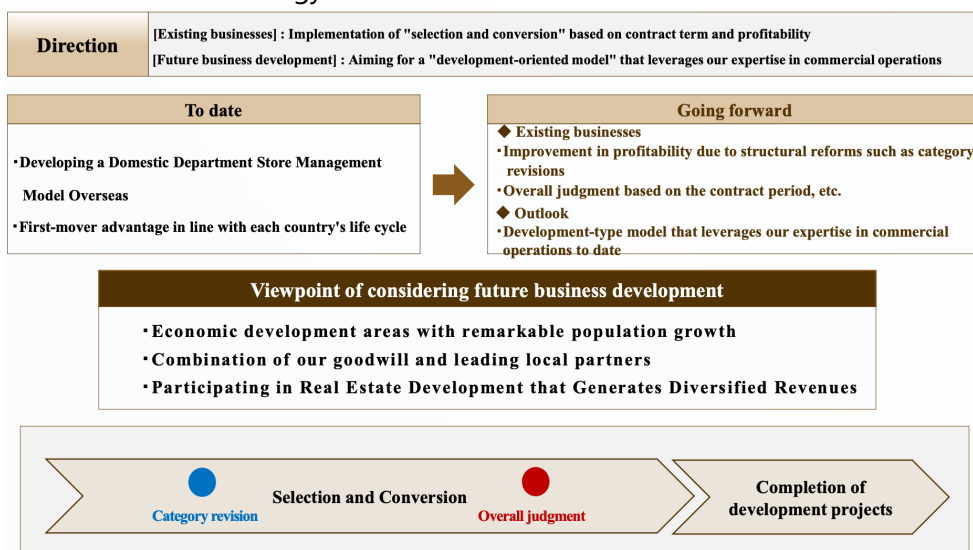 Direction
[Existing businesses] : Implementation of "selection and conversion" based on contract term and profitability
[Future business development] : Aiming for a "development-oriented model" that leverages our expertise in commercial operations
To date
・Developing a Domestic Department Store Management
Model Overseas
・First-mover advantage in line with each country's life cycle
Going forward
◆ Existing businesses
・Improvement in profitability due to structural reforms such as category
revisions
・Overall judgment based on the contract period, etc.
◆ Outlook
・Development-type model that leverages our expertise in commercial
operations to date
Viewpoint of considering future business development
・Economic development areas with remarkable population growth
・Combination of our goodwill and leading local partners
・Participating in Real Estate Development that Generates Diversified Revenues
Selection and Conversion
Category revision
Overall judgment
Completion of
development projects